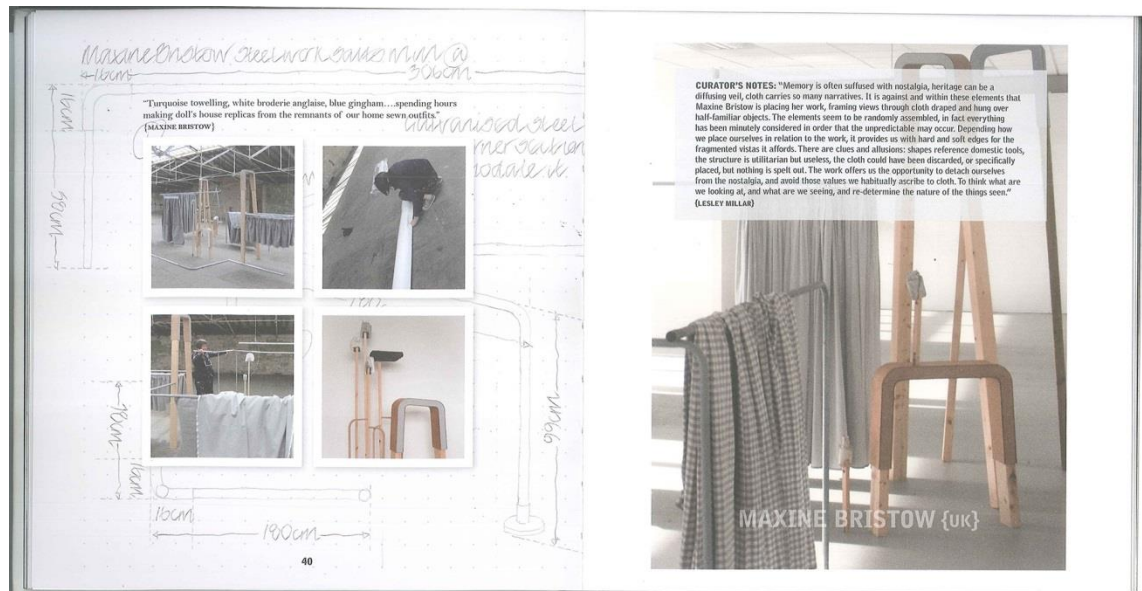 Maxine Bristow Steelwork
306cm
16cm
16cm
"Turquoise towelling, white broderie anglaise, blue gingham....spending hours
making doll's house replicas from the remnants of our home sewn outfits."
{MAXINE BRISTOW}
Galvanised Steel
98cm
99cm
78cm
16cm
16cm
180cm
40
CURATOR'S NOTES: "Memory is often suffused with nostalgia, heritage can be a
diffusing veil, cloth carries so many narratives. It is against and within these elements that
Maxine Bristow is placing her work, framing views through cloth draped and hung over
half-familiar objects. The elements seem to be randomly assembled, in fact everything
has been minutely considered in order that the unpredictable may occur. Depending how
we place ourselves in relation to the work, it provides us with hard and soft edges for the
fragmented vistas it affords. There are clues and allusions: shapes reference domestic tools,
the structure is utilitarian but useless, the cloth could have been discarded, or specifically
placed, but nothing is spelt out. The work offers us the opportunity to detach ourselves
from the nostalgia, and avoid those values we habitually ascribe to cloth. To think what are
we looking at, and what are we seeing, and re-determine the nature of the things seen."
{LESLEY MILLAR}
MAXINE BRISTOW {UK}